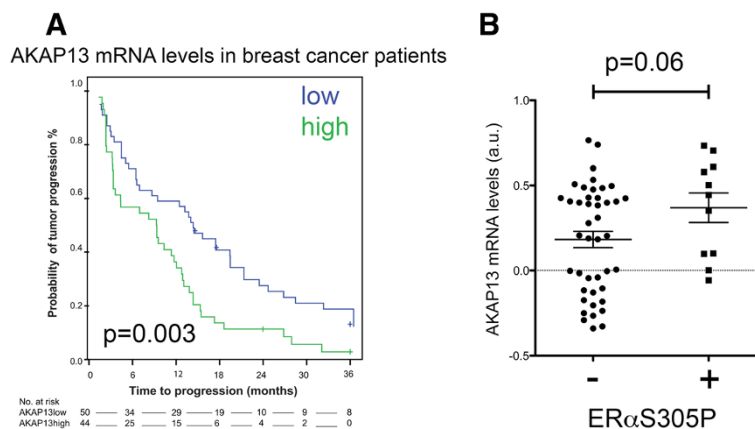 A
AKAP13 mRNA levels in breast cancer patients
low
high
1.0
0.8
0.6
0.4
0.2
0.0
Probability of tumor progression %
p=0.003
0 6 12 18 24 30 36
Time to progression (months)
No. at risk
AKAP13low 50 34 29 19 10 9 8
AKAP13high 44 25 15 6 4 2 0
B
p=0.06
1.0
0.5
0.0
-0.5
AKAP13 mRNA levels (a.u.)
- +
ERαS305P